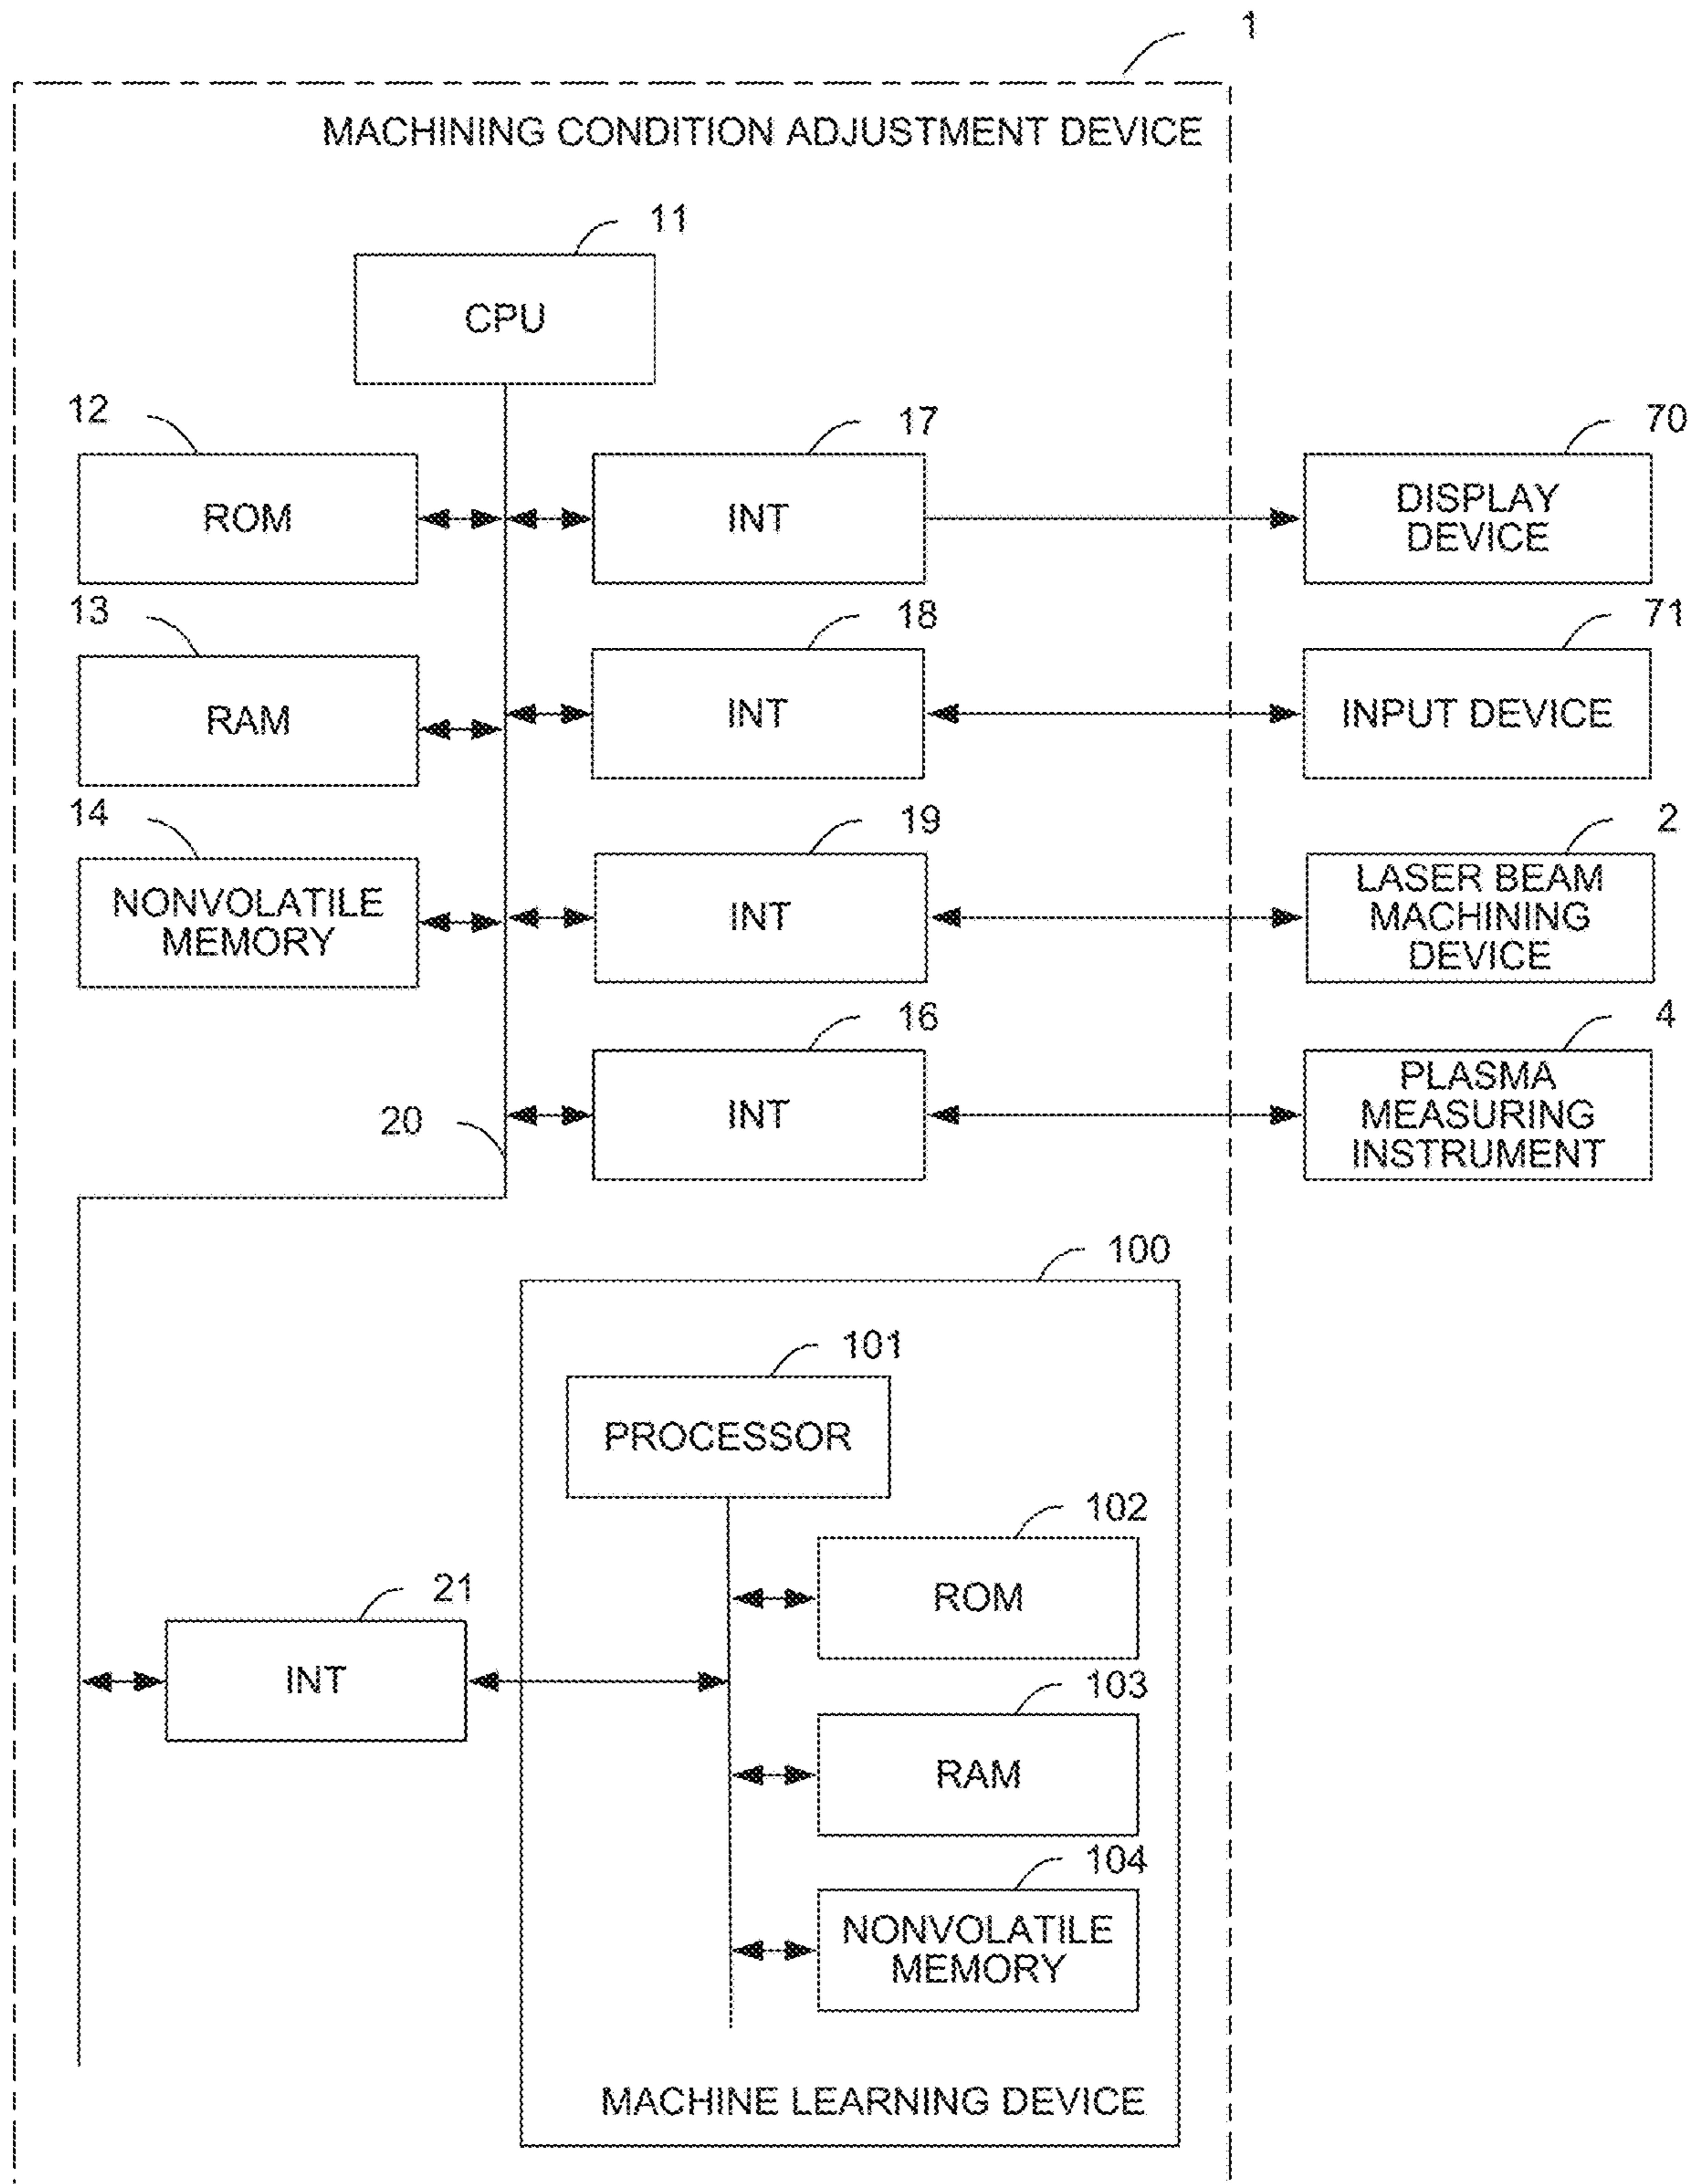 1
MACHINING CONDITION ADJUSTMENT DEVICE
11
CPU
12
17
70
ROM
INT
DISPLAY
DEVICE
13
18
71
RAM
INT
INPUT DEVICE
14
19
2
NONVOLATILE
MEMORY
INT
LASER BEAM
MACHINING
DEVICE
16
4
20
INT
PLASMA
MEASURING
INSTRUMENT
100
101
PROCESSOR
102
ROM
21
INT
103
RAM
104
NONVOLATILE
MEMORY
MACHINE LEARNING DEVICE